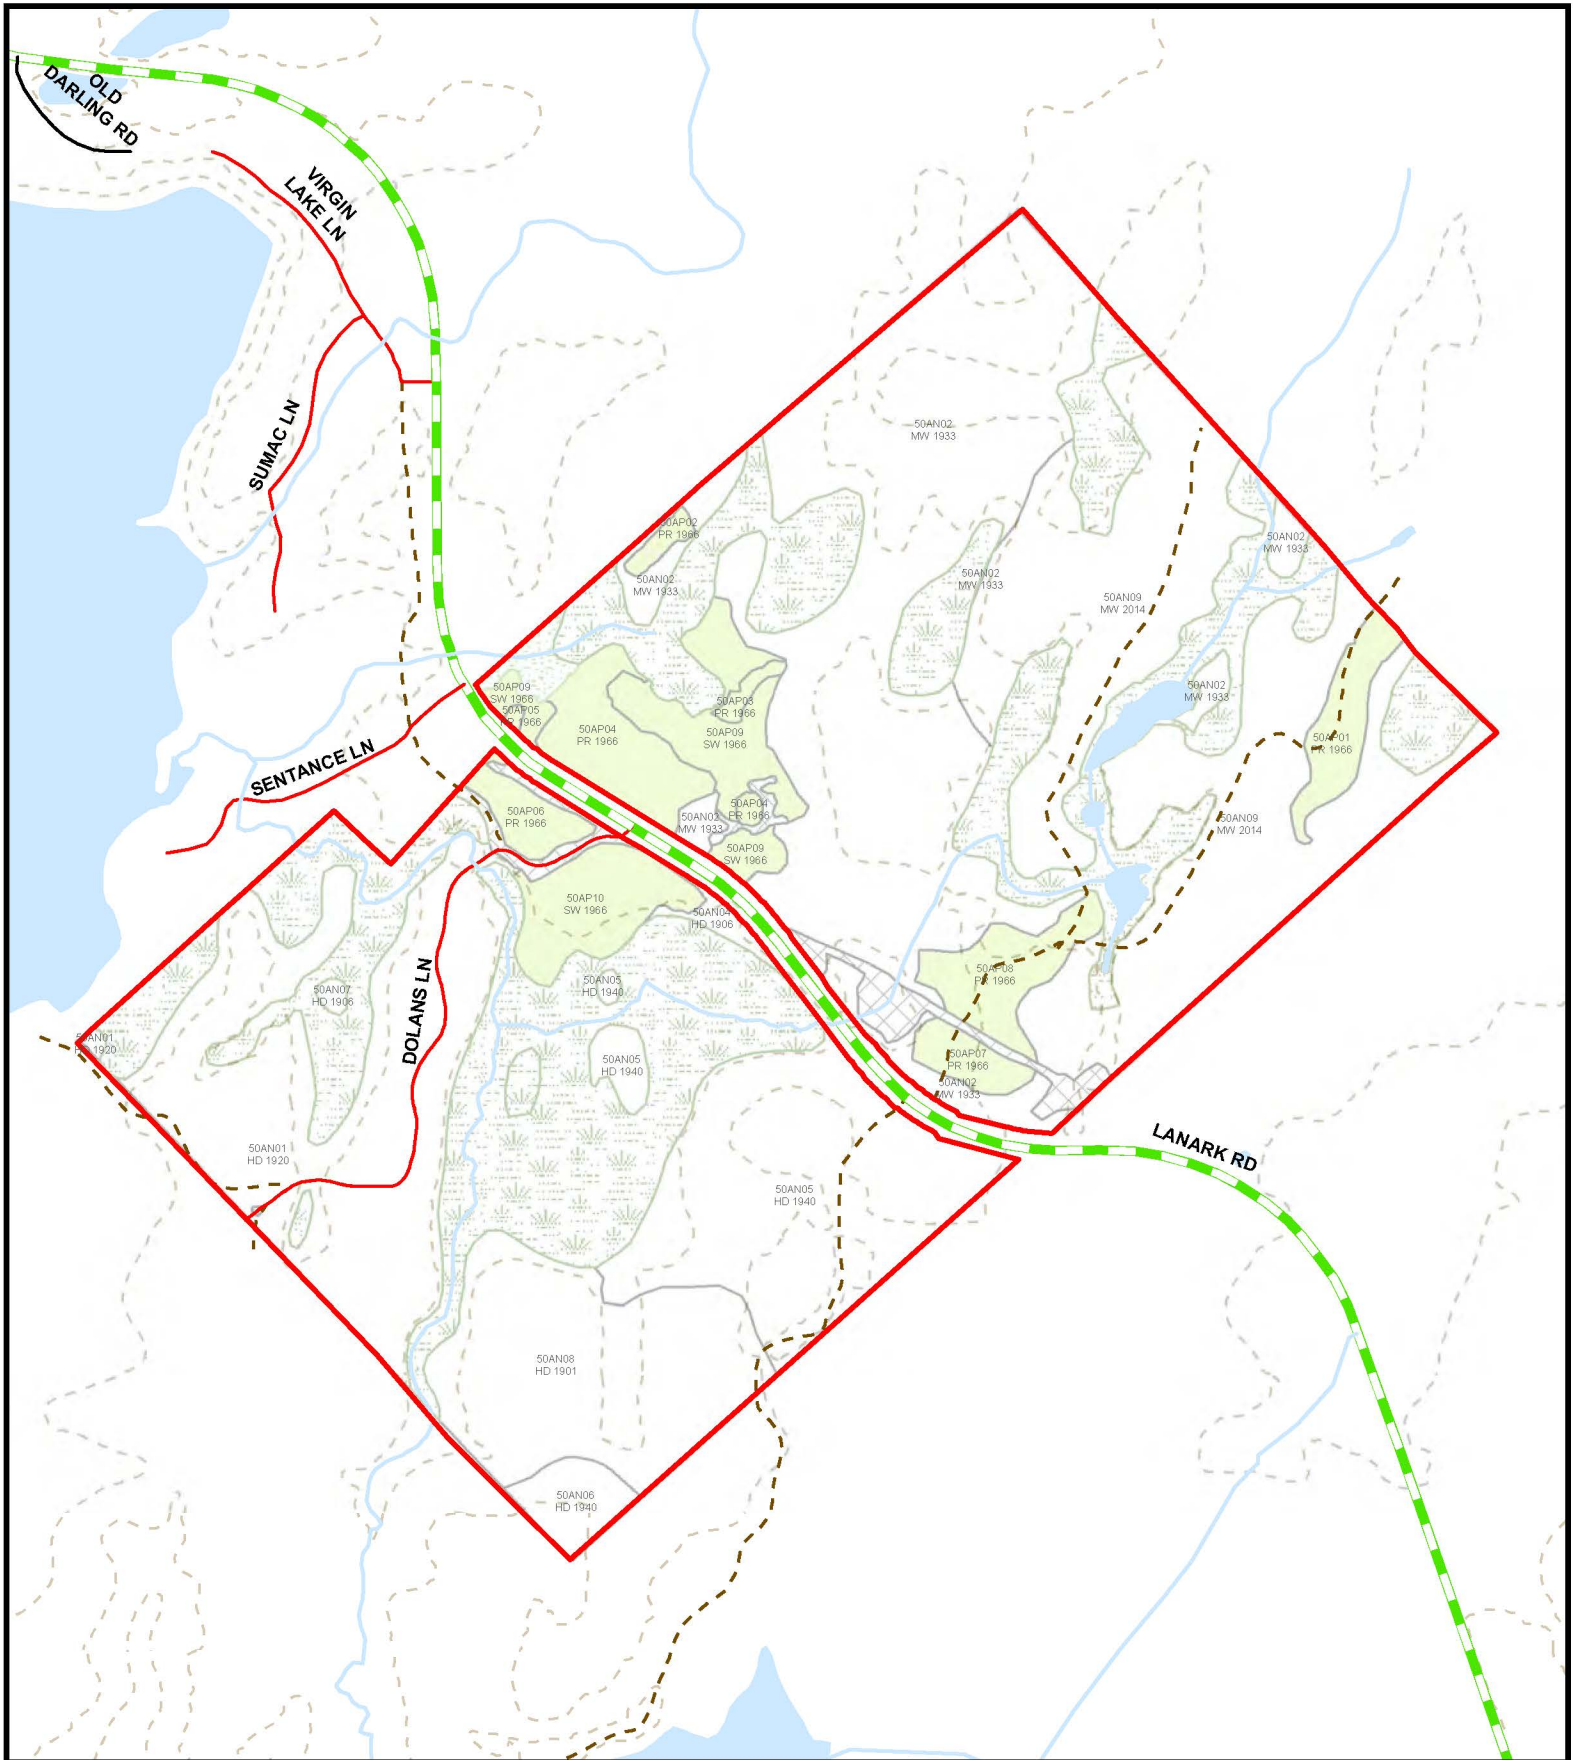 OLD
DARLING RD
VIRGIN
LAKE LN
SUMAC LN
50AN02
MW 1933
50AP02
PR 1966
50AN02
MW 1933
50AN02
MW 1933
50AN02
MW 1933
50AN09
MW 2014
50AP09
SW 1966
50AP05
PR 1966
50AP04
PR 1966
50AP03
PR 1966
50AP09
SW 1966
50AN02
MW 1933
50AP01
PR 1966
SENTANCE LN
50AP06
PR 1966
50AN02
MW 1933
50AP04
PR 1966
50AP09
SW 1966
50AN09
MW 2014
50AP10
SW 1966
50AN04
HD 1906
50AN07
HD 1906
DOLANS LN
50AN05
HD 1940
50AP08
PR 1966
50AN01
HD 1920
50AN05
HD 1940
50AP07
PR 1966
50AN02
MW 1933
50AN01
HD 1920
50AN05
HD 1940
LANARK RD
50AN08
HD 1901
50AN06
HD 1940